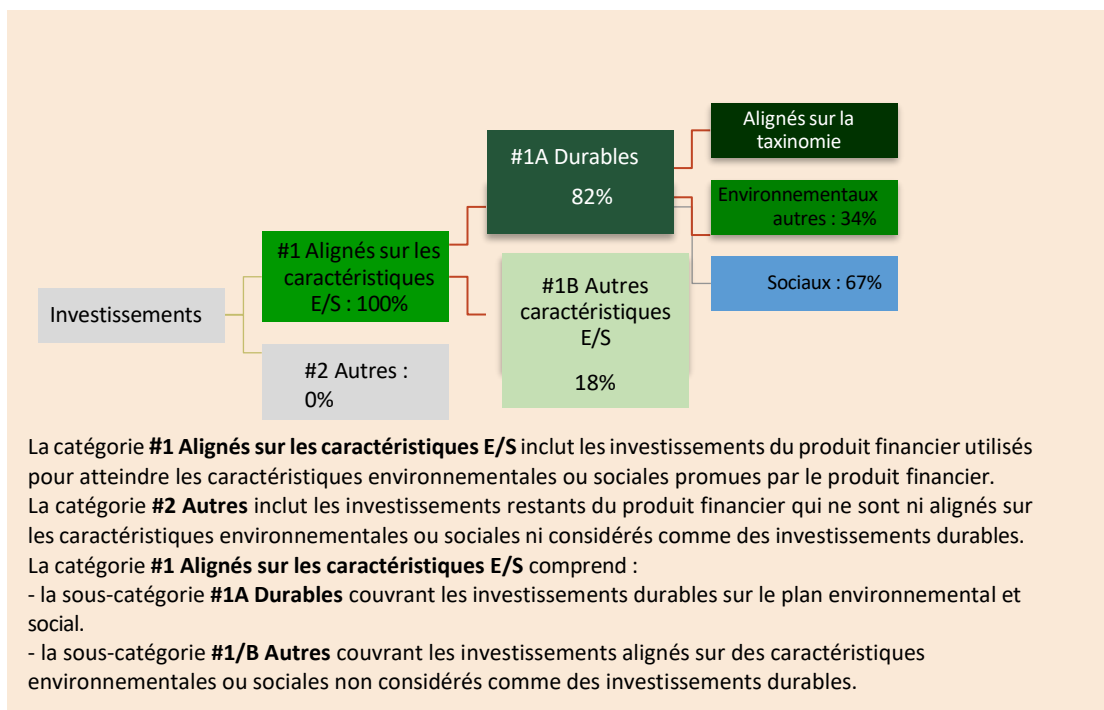 Alignés sur la
taxinomie
#1A Durables
82%
Environnementaux
autres : 34%
#1 Alignés sur les
caractéristiques
E/S : 100%
Sociaux : 67%
#1B Autres
caractéristiques
E/S
18%
Investissements
#2 Autres :
0%
La catégorie #1 Alignés sur les caractéristiques E/S inclut les investissements du produit financier utilisés
pour atteindre les caractéristiques environnementales ou sociales promues par le produit financier.
La catégorie #2 Autres inclut les investissements restants du produit financier qui ne sont ni alignés sur
les caractéristiques environnementales ou sociales ni considérés comme des investissements durables.
La catégorie #1 Alignés sur les caractéristiques E/S comprend :
- la sous-catégorie #1A Durables couvrant les investissements durables sur le plan environnemental et
social.
- la sous-catégorie #1/B Autres couvrant les investissements alignés sur des caractéristiques
environnementales ou sociales non considérés comme des investissements durables.